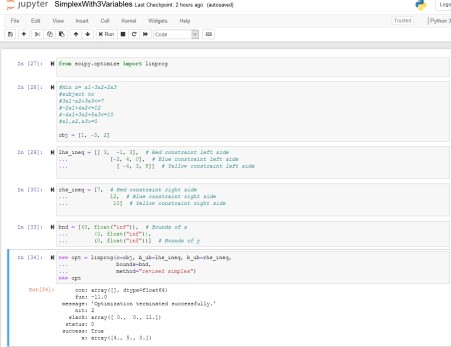 jupyter SimplexWith3Variables Last Checkpoint: 2 hours ago (autosaved)
File Edit View Insert Cell Kernel Widgets Help Trusted Python 3
Run Code
In [27]: from scipy.optimize import linprog
In [28]: #Min z= x1-3x2+2x3
#subject to
#3x1-x2+3x3<=7
#-2x1+4x2<=12
#-4x1+3x2+8x3<=10
#x1,x2,x3>=0
obj = [1, -3, 2]
In [29]: lhs_ineq = [[ 3, -1, 3], # Red constraint left side
... [-2, 4, 0], # Blue constraint left side
... [ -4, 3, 8]] # Yellow constraint left side
In [30]: rhs_ineq = [7, # Red constraint right side
... 12, # Blue constraint right side
... 10] # Yellow constraint right side
In [33]: bnd = [(0, float("inf")), # Bounds of x
... (0, float("inf")),
... (0, float("inf"))] # Bounds of y
In [34]: >>> opt = linprog(c=obj, A_ub=lhs_ineq, b_ub=rhs_ineq,
... bounds=bnd,
... method="revised simplex")
>>> opt
Out[34]: con: array([], dtype=float64)
fun: -11.0
message: 'Optimization terminated successfully.'
nit: 2
slack: array([ 0., 0., 11.])
status: 0
success: True
x: array([4., 5., 0.])